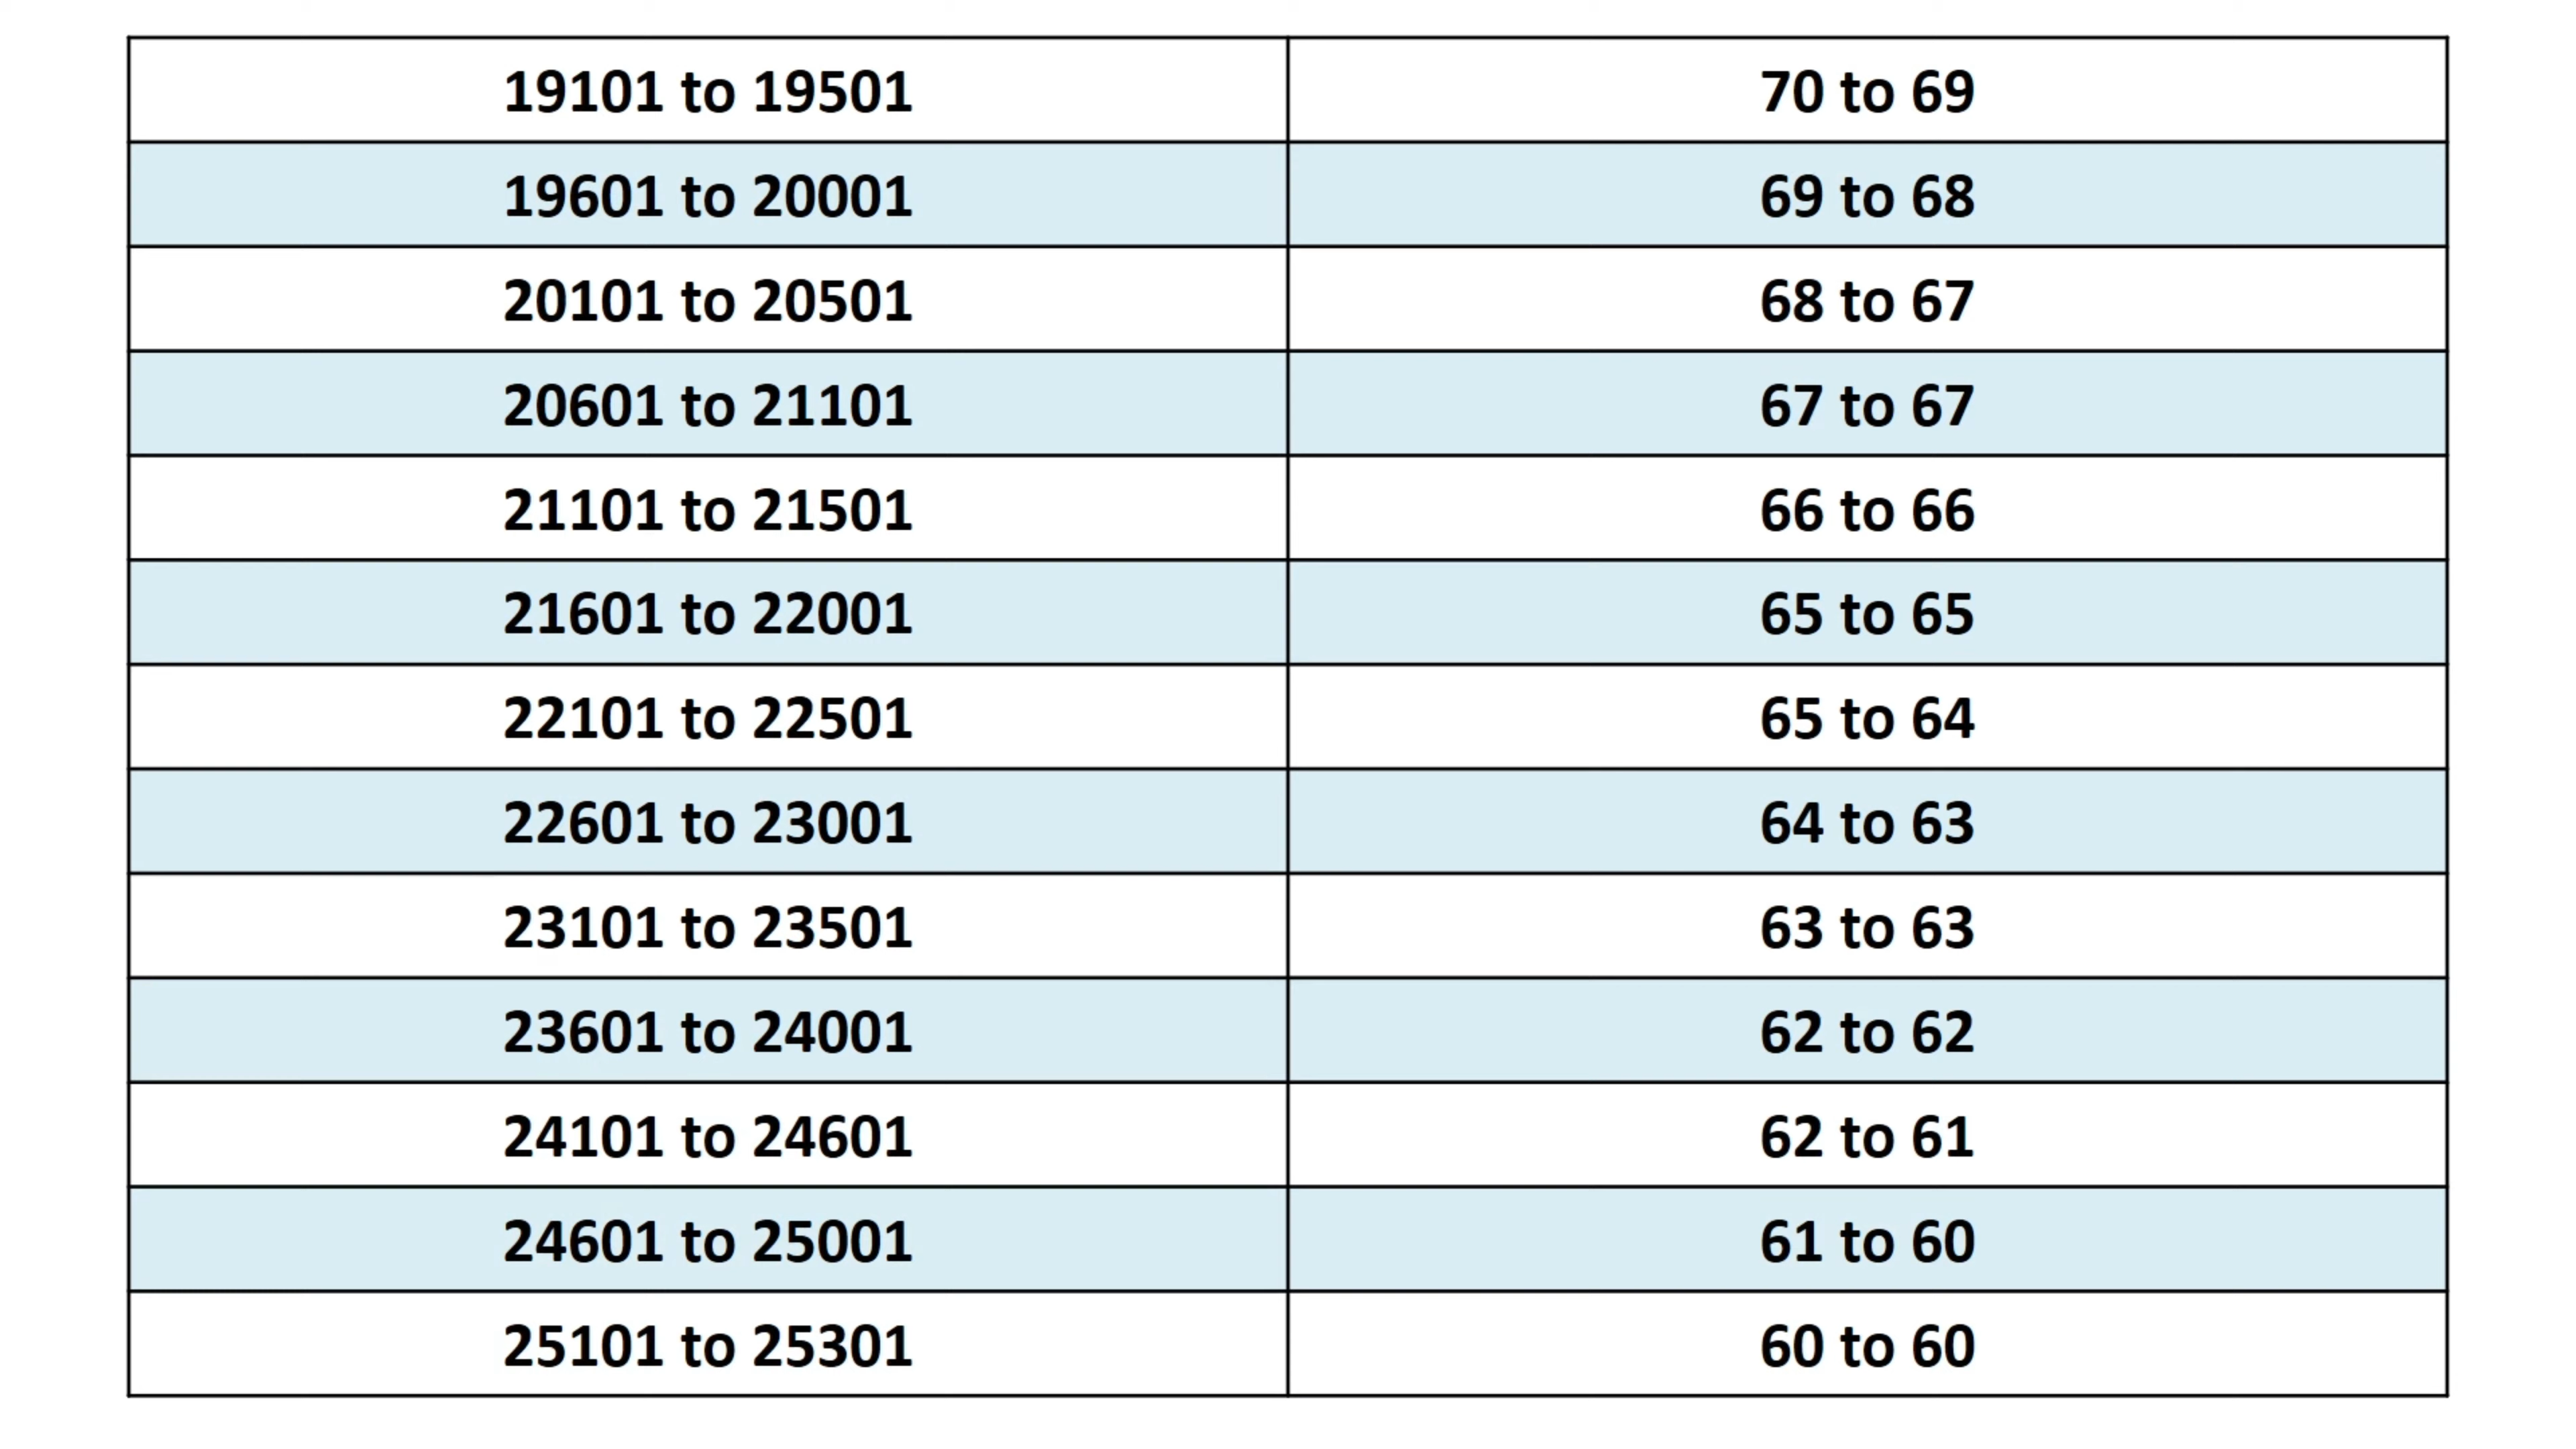 19101 to 19501 70 to 69
19601 to 20001 69 to 68
20101 to 20501 68 to 67
20601 to 21101 67 to 67
21101 to 21501 66 to 66
21601 to 22001 65 to 65
22101 to 22501 65 to 64
22601 to 23001 64 to 63
23101 to 23501 63 to 63
23601 to 24001 62 to 62
24101 to 24601 62 to 61
24601 to 25001 61 to 60
25101 to 25301 60 to 60